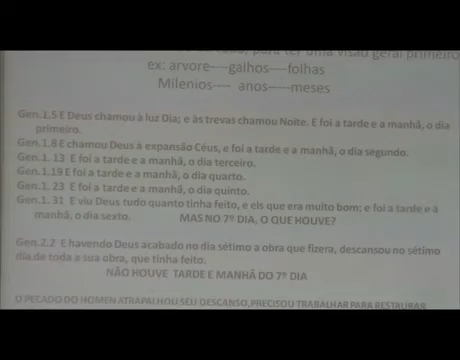 para ter uma visão geral primeiro
ex: arvore----galhos----folhas
Milenios---- anos-----meses
Gen.1.5 E Deus chamou à luz Dia; e às trevas chamou Noite. E foi a tarde e a manhã, o dia
primeiro.
Gen.1.8 E chamou Deus à expansão Céus, e foi a tarde e a manhã, o dia segundo.
Gen.1. 13 E foi a tarde e a manhã, o dia terceiro.
Gen.1.19 E foi a tarde e a manhã, o dia quarto.
Gen.1. 23 E foi a tarde e a manhã, o dia quinto.
Gen.1. 31 E viu Deus tudo quanto tinha feito, e eis que era muito bom; e foi a tarde e a
manhã, o dia sexto. MAS NO 7º DIA, O QUE HOUVE?
Gen.2.2 E havendo Deus acabado no dia sétimo a obra que fizera, descansou no sétimo
dia de toda a sua obra, que tinha feito.
NÃO HOUVE TARDE E MANHÃ DO 7º DIA
O PECADO DO HOMEN ATRAPALHOU SEU DESCANSO,PRECISOU TRABALHAR PARA RESTAURAR